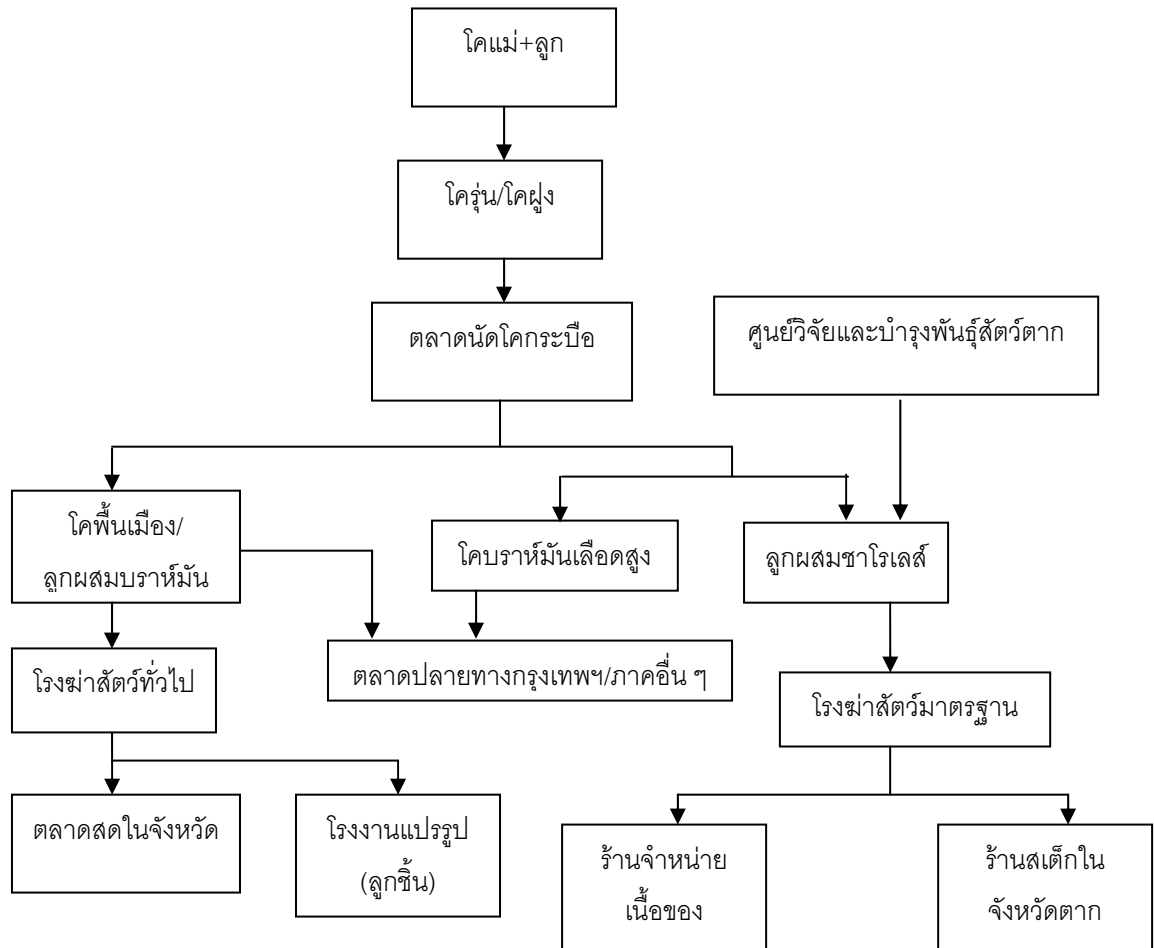 โคแม่+ลูก
โครุ่น/โคฝูง
ตลาดนัดโคกระบือ
ศูนย์วิจัยและบำรุงพันธุ์สัตว์ตาก
โคพื้นเมือง/
ลูกผสมบราห์มัน
โคบราห์มันเลือดสูง
ลูกผสมชาโรเลส์
โรงฆ่าสัตว์ทั่วไป
ตลาดปลายทางกรุงเทพฯ/ภาคอื่น ๆ
โรงฆ่าสัตว์มาตรฐาน
ตลาดสดในจังหวัด
โรงงานแปรรูป
(ลูกชิ้น)
ร้านจำหน่าย
เนื้อของ
ร้านสเต็กใน
จังหวัดตาก